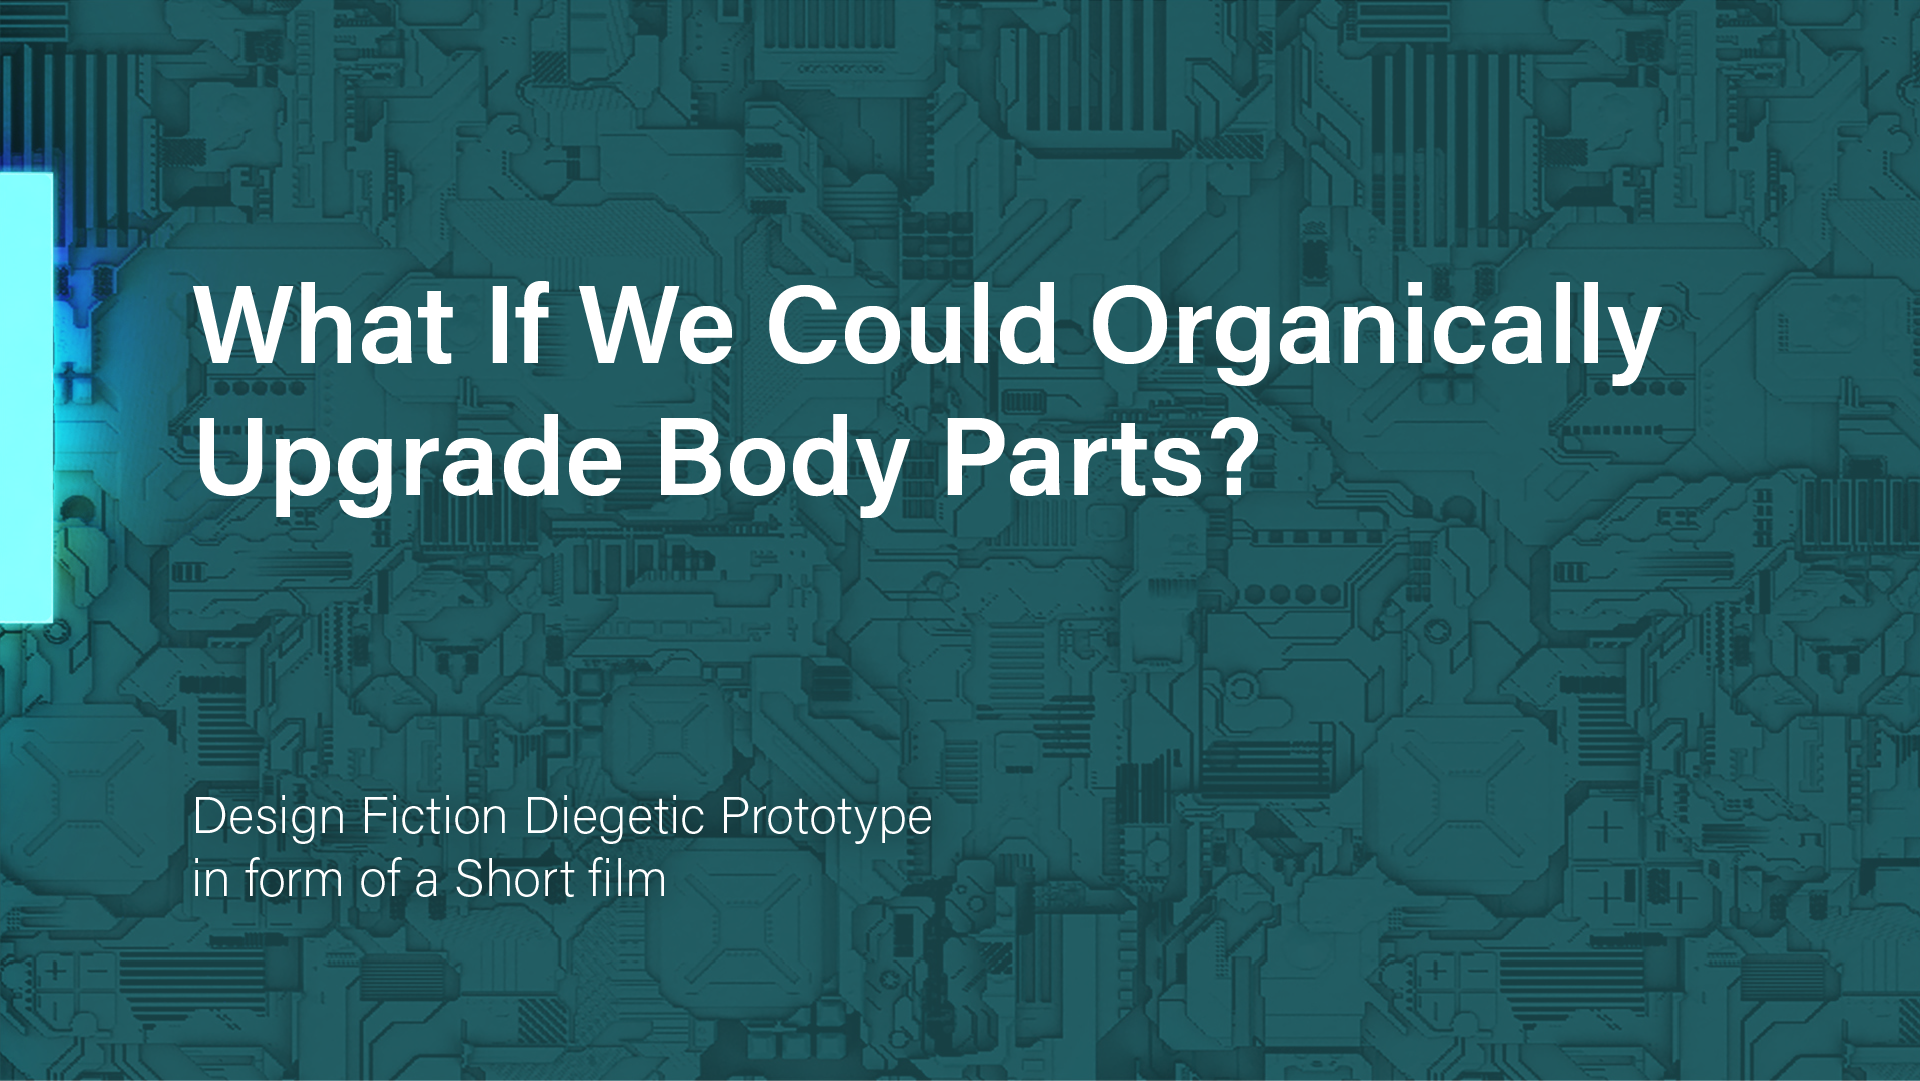 What If We Could Organically
Upgrade Body Parts?
Design Fiction Diegetic Prototype
in form of a Short film